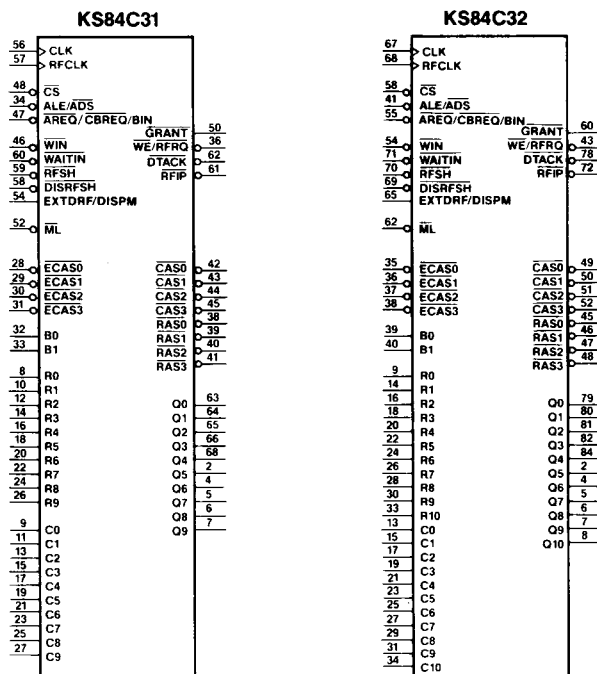 KS84C31
56 CLK
57 RFCLK
48 CS
34 ALE/ADS
47 AREQ/CBREQ/BIN
GRANT 50
46 WIN WE/RFRQ 36
60 WAITIN DTACK 62
59 RFSH RFIP 61
58 DISRFSH
54 EXTDRF/DISPM
52 ML
28 ECAS0 CAS0 42
29 ECAS1 CAS1 43
30 ECAS2 CAS2 44
31 ECAS3 CAS3 45
RAS0 38
32 B0 RAS1 39
33 B1 RAS2 40
RAS3 41
8 R0
10 R1
12 R2 Q0 63
14 R3 Q1 64
16 R4 Q2 65
18 R5 Q3 66
20 R6 Q4 68
22 R7 Q5 2
24 R8 Q6 4
26 R9 Q7 5
Q8 6
9 C0 Q9 7
11 C1
13 C2
15 C3
17 C4
19 C5
21 C6
23 C7
25 C8
27 C9
KS84C32
67 CLK
68 RFCLK
58 CS
41 ALE/ADS
55 AREQ/CBREQ/BIN
GRANT 60
54 WIN WE/RFRQ 43
71 WAITIN DTACK 78
70 RFSH RFIP 72
69 DISRFSH
65 EXTDRF/DISPM
62 ML
35 ECAS0 CAS0 49
36 ECAS1 CAS1 50
37 ECAS2 CAS2 51
38 ECAS3 CAS3 52
RAS0 45
39 B0 RAS1 46
40 B1 RAS2 47
RAS3 48
9 R0
14 R1
16 R2 Q0 79
18 R3 Q1 80
20 R4 Q2 81
22 R5 Q3 82
24 R6 Q4 84
26 R7 Q5 2
28 R8 Q6 4
30 R9 Q7 5
33 R10 Q8 6
13 C0 Q9 7
15 C1 Q10 8
17 C2
19 C3
21 C4
23 C5
25 C6
27 C7
29 C8
31 C9
34 C10